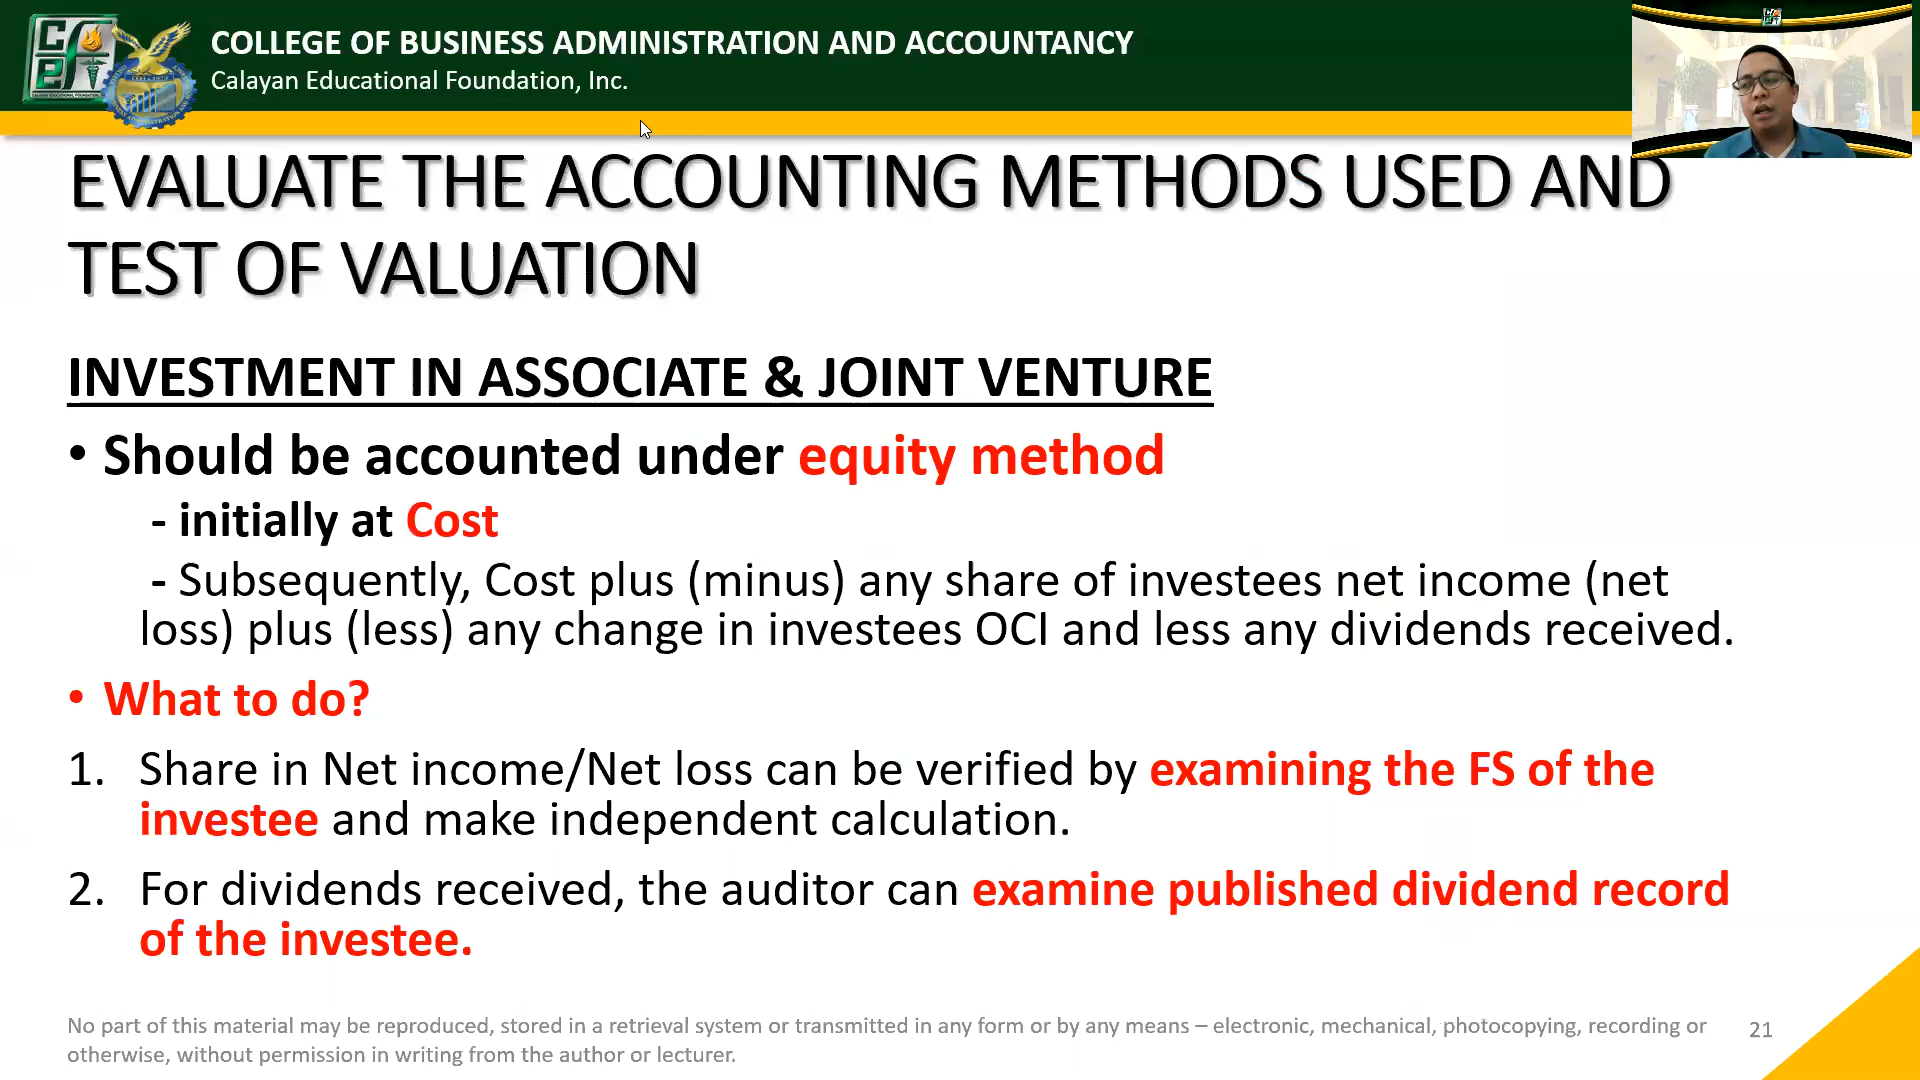 COLLEGE OF BUSINESS ADMINISTRATION AND ACCOUNTANCY
Calayan Educational Foundation, Inc.
EVALUATE THE ACCOUNTING METHODS USED AND
TEST OF VALUATION
INVESTMENT IN ASSOCIATE & JOINT VENTURE
• Should be accounted under equity method
- initially at Cost
- Subsequently, Cost plus (minus) any share of investees net income (net
loss) plus (less) any change in investees OCI and less any dividends received.
• What to do?
1. Share in Net income/Net loss can be verified by examining the FS of the
investee and make independent calculation.
2. For dividends received, the auditor can examine published dividend record
of the investee.
No part of this material may be reproduced, stored in a retrieval system or transmitted in any form or by any means – electronic, mechanical, photocopying, recording or
otherwise, without permission in writing from the author or lecturer.
21